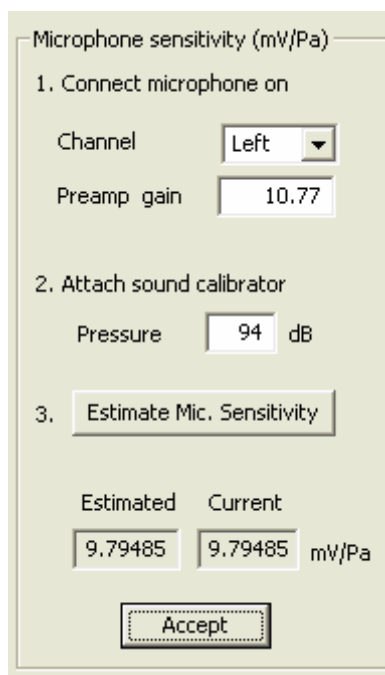 Microphone sensitivity (mV/Pa)
1. Connect microphone on
Channel Left
Preamp gain 10.77
2. Attach sound calibrator
Pressure 94 dB
3. Estimate Mic. Sensitivity
Estimated Current
9.79485 9.79485 mV/Pa
Accept